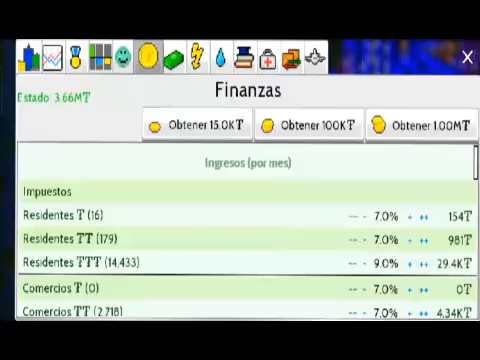 X
Finanzas
Estado: 3.66MT
Obtener 15.0KT Obtener 100KT Obtener 1.00MT
Ingresos (por mes)
Impuestos
Residentes T (16) -- - 7.0% + ++ 154T
Residentes TT (179) -- - 7.0% + ++ 981T
Residentes TTT (14,433) -- - 9.0% + ++ 29.4KT
Comercios T (0) -- - 7.0% + ++ 0T
Comercios TT (2,718) -- - 7.0% + ++ 4.34KT